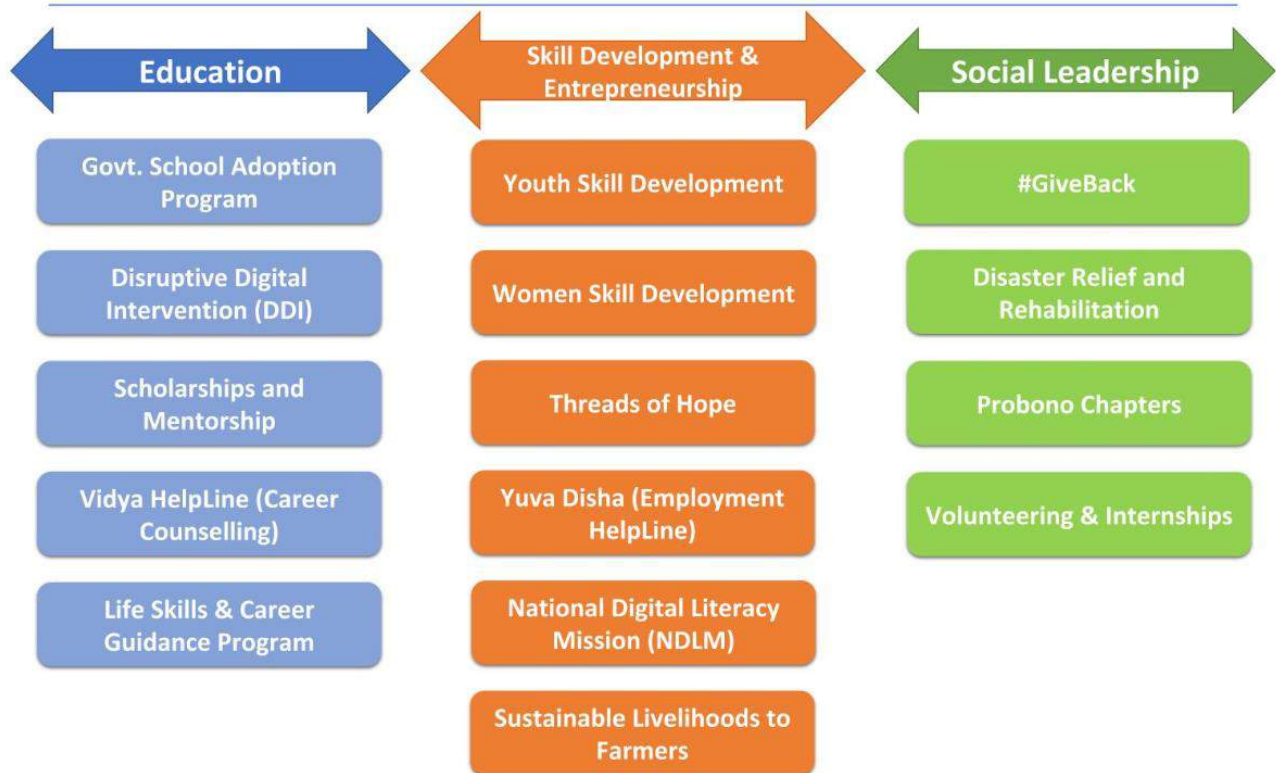 Education
Govt. School Adoption
Program
Disruptive Digital
Intervention (DDI)
Scholarships and
Mentorship
Vidya HelpLine (Career
Counselling)
Life Skills & Career
Guidance Program
Skill Development &
Entrepreneurship
Youth Skill Development
Women Skill Development
Threads of Hope
Yuva Disha (Employment
HelpLine)
National Digital Literacy
Mission (NDLM)
Sustainable Livelihoods to
Farmers
Social Leadership
#GiveBack
Disaster Relief and
Rehabilitation
Probono Chapters
Volunteering & Internships